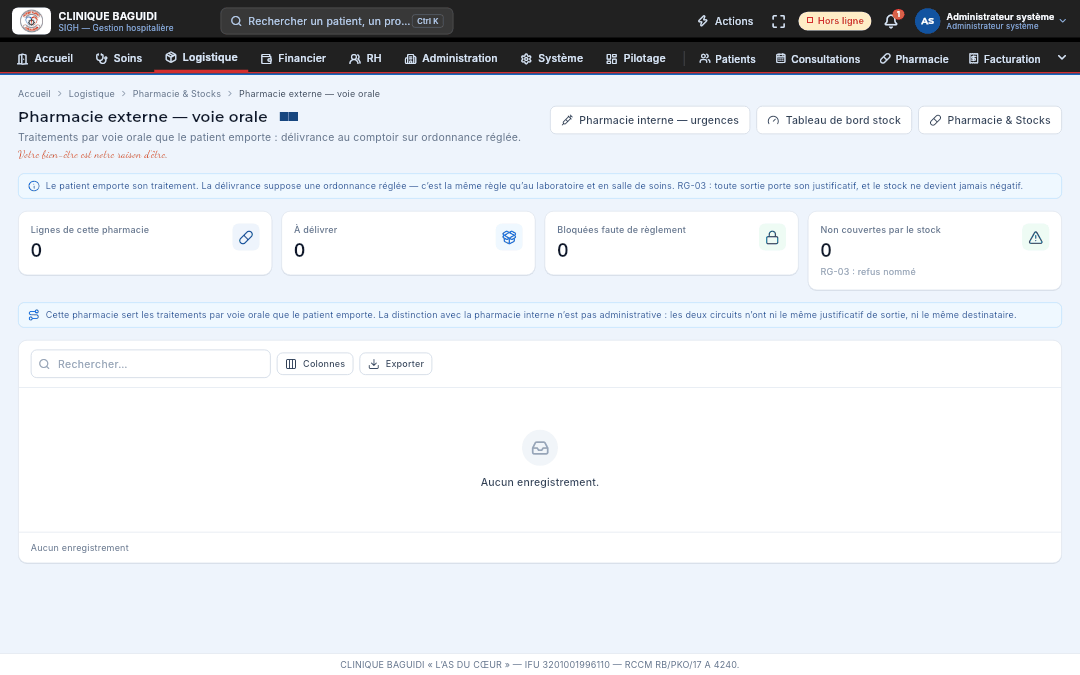 CLINIQUE BAGUIDI
SIGH — Gestion hospitalière
Rechercher un patient, un pro... Ctrl K
Actions
Hors ligne
1
AS
Administrateur système
Administrateur système
Accueil Soins Logistique Financier RH Administration Système Pilotage Patients Consultations Pharmacie Facturation
Accueil > Logistique > Pharmacie & Stocks > Pharmacie externe — voie orale
Pharmacie externe — voie orale
Traitements par voie orale que le patient emporte : délivrance au comptoir sur ordonnance réglée.
Votre bien-être est notre raison d'être.
Pharmacie interne — urgences Tableau de bord stock Pharmacie & Stocks
Le patient emporte son traitement. La délivrance suppose une ordonnance réglée — c'est la même règle qu'au laboratoire et en salle de soins. RG-03 : toute sortie porte son justificatif, et le stock ne devient jamais négatif.
Lignes de cette pharmacie
0
À délivrer
0
Bloquées faute de règlement
0
Non couvertes par le stock
0
RG-03 : refus nommé
Cette pharmacie sert les traitements par voie orale que le patient emporte. La distinction avec la pharmacie interne n'est pas administrative : les deux circuits n'ont ni le même justificatif de sortie, ni le même destinataire.
Rechercher... Colonnes Exporter
Aucun enregistrement.
Aucun enregistrement
CLINIQUE BAGUIDI « L'AS DU CŒUR » — IFU 3201001996110 — RCCM RB/PKO/17 A 4240.